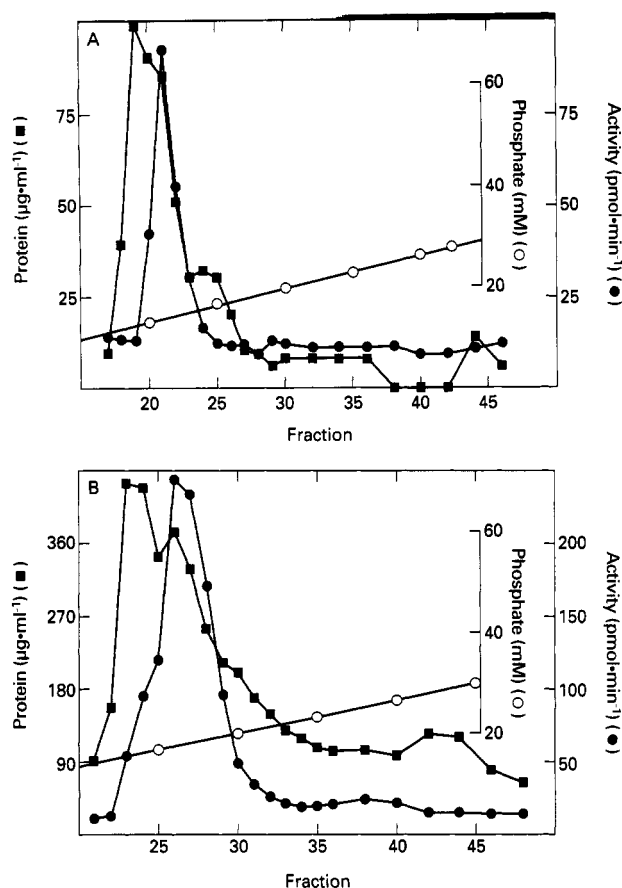 A
Protein (µg•ml⁻¹) (■)
75
50
25
60
40
20
Phosphate (mM) (○)
75
50
25
Activity (pmol•min⁻¹) (●)
20 25 30 35 40 45
Fraction
B
Protein (µg•ml⁻¹) (■)
360
270
180
90
60
40
20
Phosphate (mM) (○)
200
150
100
50
Activity (pmol•min⁻¹) (●)
25 30 35 40 45
Fraction